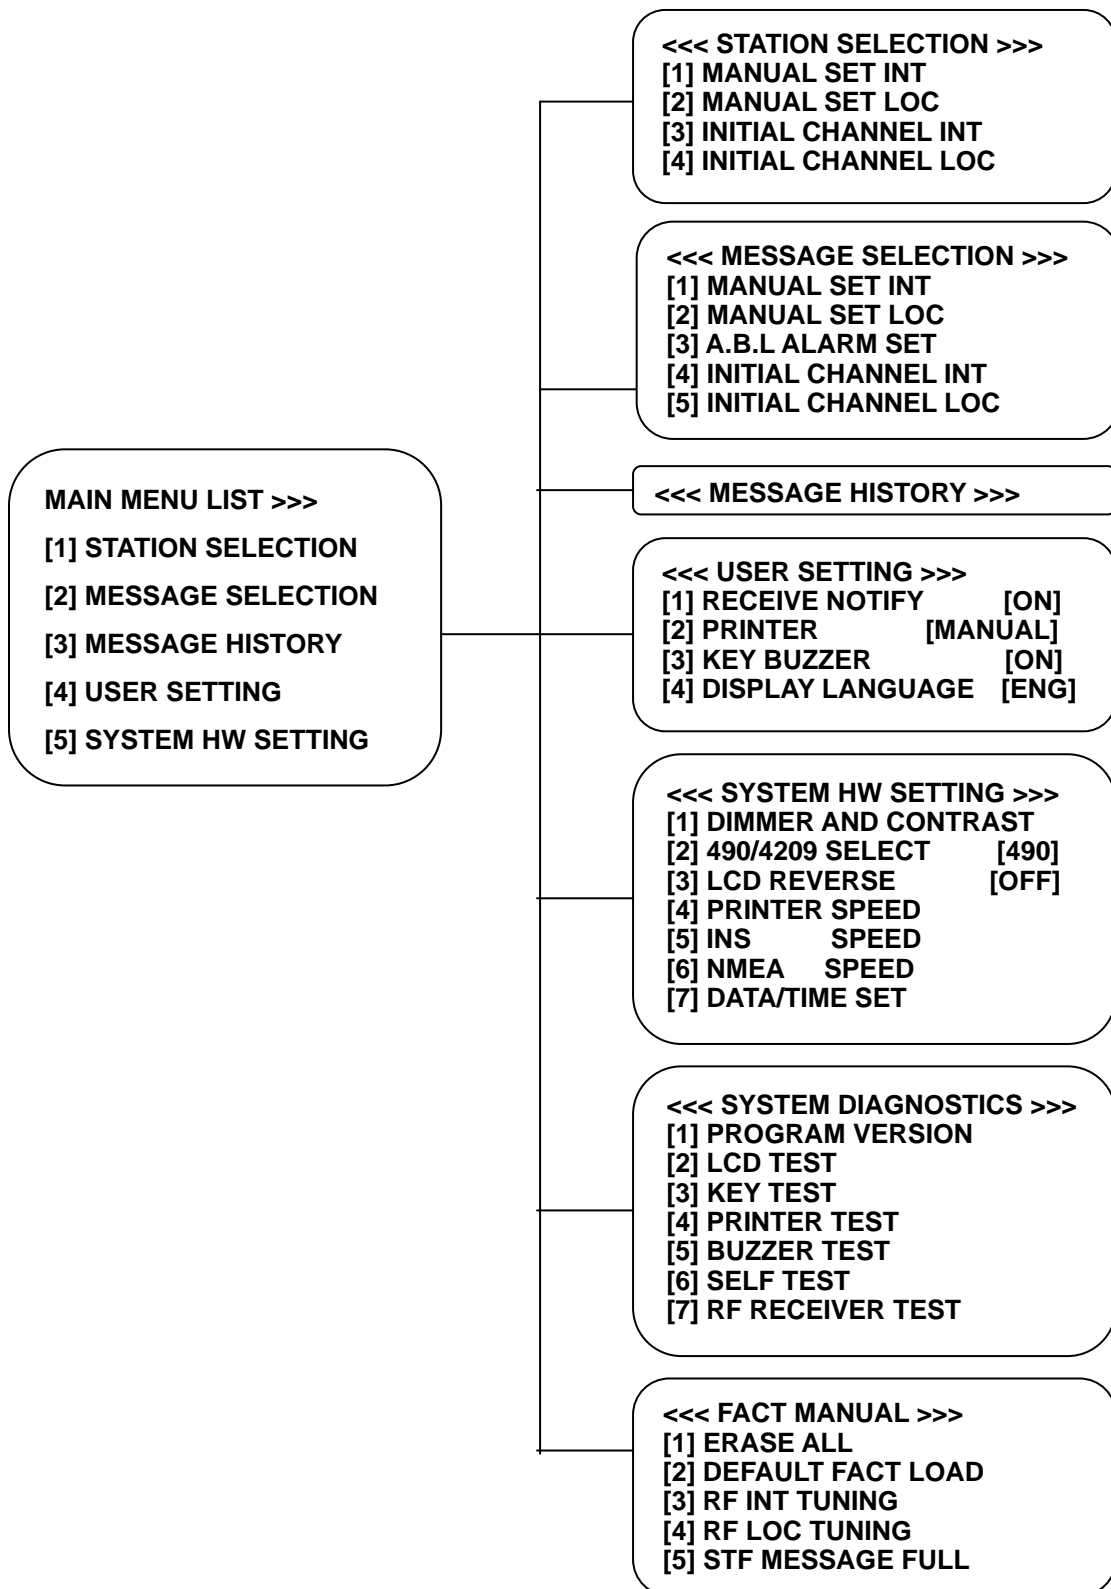 MAIN MENU LIST >>>
[1] STATION SELECTION
[2] MESSAGE SELECTION
[3] MESSAGE HISTORY
[4] USER SETTING
[5] SYSTEM HW SETTING
<<< STATION SELECTION >>>
[1] MANUAL SET INT
[2] MANUAL SET LOC
[3] INITIAL CHANNEL INT
[4] INITIAL CHANNEL LOC
<<< MESSAGE SELECTION >>>
[1] MANUAL SET INT
[2] MANUAL SET LOC
[3] A.B.L ALARM SET
[4] INITIAL CHANNEL INT
[5] INITIAL CHANNEL LOC
<<< MESSAGE HISTORY >>>
<<< USER SETTING >>>
[1] RECEIVE NOTIFY [ON]
[2] PRINTER [MANUAL]
[3] KEY BUZZER [ON]
[4] DISPLAY LANGUAGE [ENG]
<<< SYSTEM HW SETTING >>>
[1] DIMMER AND CONTRAST
[2] 490/4209 SELECT [490]
[3] LCD REVERSE [OFF]
[4] PRINTER SPEED
[5] INS SPEED
[6] NMEA SPEED
[7] DATA/TIME SET
<<< SYSTEM DIAGNOSTICS >>>
[1] PROGRAM VERSION
[2] LCD TEST
[3] KEY TEST
[4] PRINTER TEST
[5] BUZZER TEST
[6] SELF TEST
[7] RF RECEIVER TEST
<<< FACT MANUAL >>>
[1] ERASE ALL
[2] DEFAULT FACT LOAD
[3] RF INT TUNING
[4] RF LOC TUNING
[5] STF MESSAGE FULL